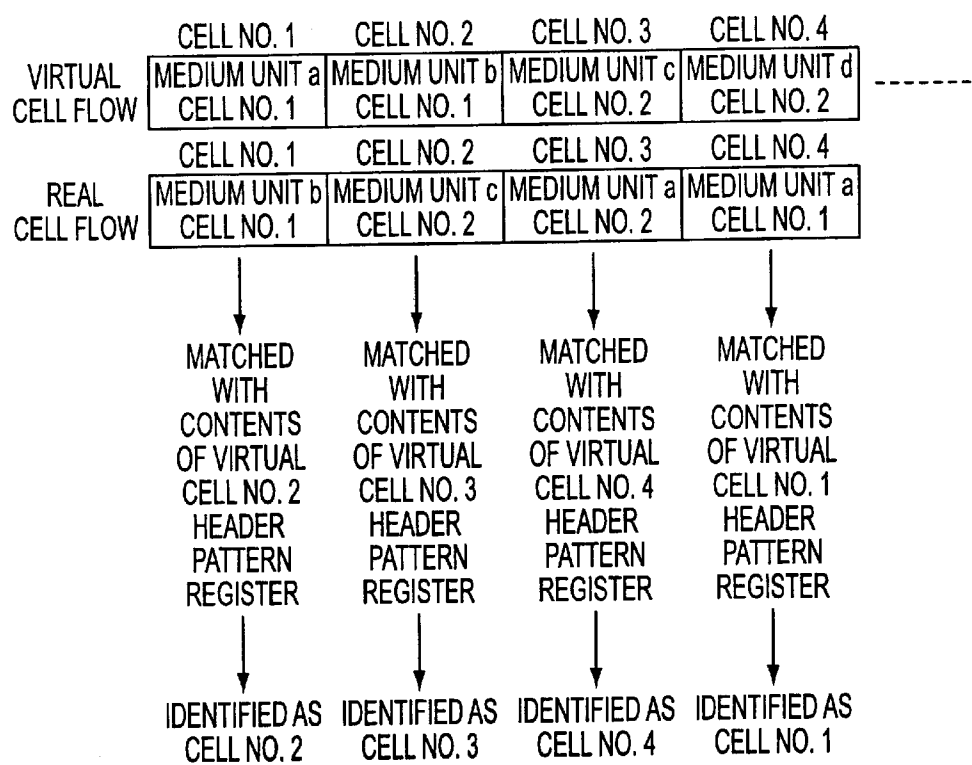 CELL NO. 1 CELL NO. 2 CELL NO. 3 CELL NO. 4
VIRTUAL CELL FLOW
MEDIUM UNIT a CELL NO. 1
MEDIUM UNIT b CELL NO. 1
MEDIUM UNIT c CELL NO. 2
MEDIUM UNIT d CELL NO. 2
CELL NO. 1 CELL NO. 2 CELL NO. 3 CELL NO. 4
REAL CELL FLOW
MEDIUM UNIT b CELL NO. 1
MEDIUM UNIT c CELL NO. 2
MEDIUM UNIT a CELL NO. 2
MEDIUM UNIT a CELL NO. 1
MATCHED WITH CONTENTS OF VIRTUAL CELL NO. 2 HEADER PATTERN REGISTER
MATCHED WITH CONTENTS OF VIRTUAL CELL NO. 3 HEADER PATTERN REGISTER
MATCHED WITH CONTENTS OF VIRTUAL CELL NO. 4 HEADER PATTERN REGISTER
MATCHED WITH CONTENTS OF VIRTUAL CELL NO. 1 HEADER PATTERN REGISTER
IDENTIFIED AS CELL NO. 2
IDENTIFIED AS CELL NO. 3
IDENTIFIED AS CELL NO. 4
IDENTIFIED AS CELL NO. 1